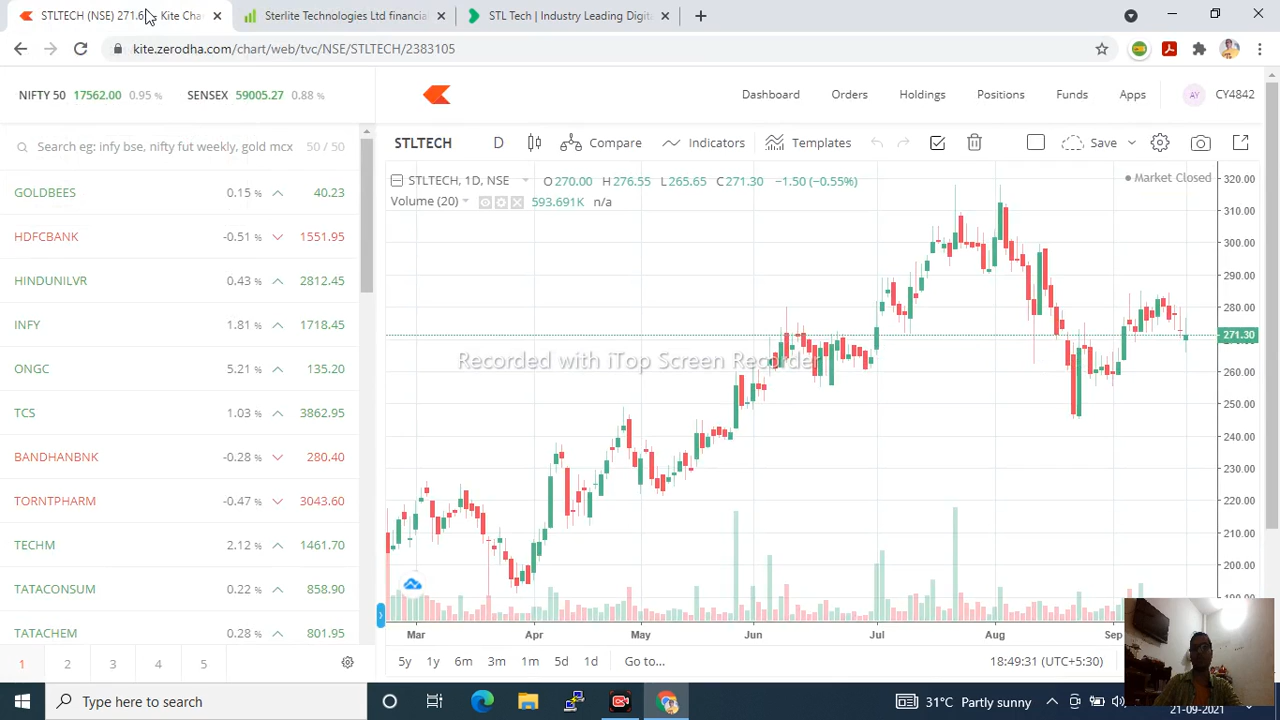 STLTECH (NSE) 271.6 Kite Cha
Sterlite Technologies Ltd financia
STL Tech | Industry Leading Digit
kite.zerodha.com/chart/web/tvc/NSE/STLTECH/2383105
NIFTY 50 17562.00 0.95 % SENSEX 59005.27 0.88 %
Dashboard Orders Holdings Positions Funds Apps AY CY4842
Search eg: infy bse, nifty fut weekly, gold mcx 50 / 50
STLTECH D Compare Indicators Templates Save
GOLDBEES 0.15 % 40.23
HDFCBANK -0.51 % 1551.95
HINDUNILVR 0.43 % 2812.45
INFY 1.81 % 1718.45
ONGC 5.21 % 135.20
TCS 1.03 % 3862.95
BANDHANBNK -0.28 % 280.40
TORNTPHARM -0.47 % 3043.60
TECHM 2.12 % 1461.70
TATACONSUM 0.22 % 858.90
TATACHEM 0.28 % 801.95
1 2 3 4 5
STLTECH, 1D, NSE O270.00 H276.55 L265.65 C271.30 −1.50 (−0.55%)
Market Closed
Volume (20) 593.691K n/a
320.00
310.00
300.00
290.00
280.00
271.30
260.00
250.00
240.00
230.00
220.00
210.00
200.00
Recorded with iTop Screen Recorder
Mar Apr May Jun Jul Aug Sep
5y 1y 6m 3m 1m 5d 1d Go to... 18:49:31 (UTC+5:30)
Type here to search
31°C Partly sunny
21-09-2021